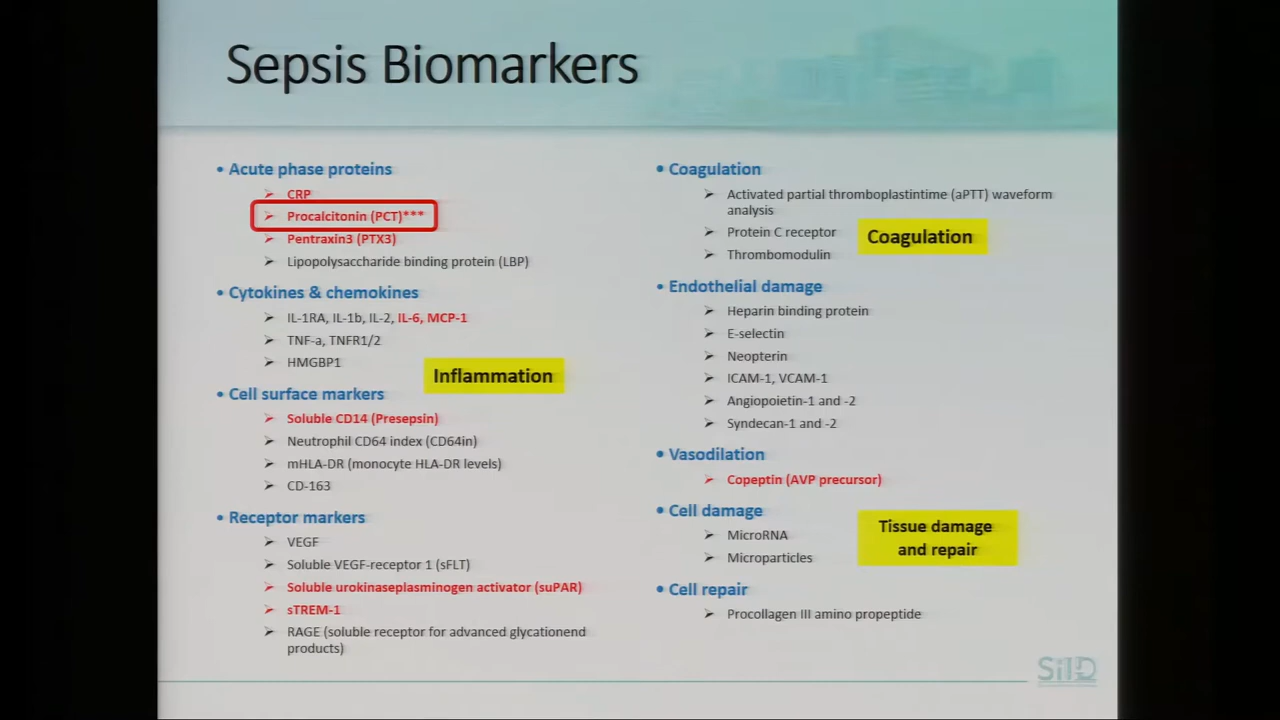 Sepsis Biomarkers
• Acute phase proteins
➢ CRP
➢ Procalcitonin (PCT)***
➢ Pentraxin3 (PTX3)
➢ Lipopolysaccharide binding protein (LBP)
• Cytokines & chemokines
➢ IL-1RA, IL-1b, IL-2, IL-6, MCP-1
➢ TNF-a, TNFR1/2
➢ HMGBP1
Inflammation
• Cell surface markers
➢ Soluble CD14 (Presepsin)
➢ Neutrophil CD64 index (CD64in)
➢ mHLA-DR (monocyte HLA-DR levels)
➢ CD-163
• Receptor markers
➢ VEGF
➢ Soluble VEGF-receptor 1 (sFLT)
➢ Soluble urokinaseplasminogen activator (suPAR)
➢ sTREM-1
➢ RAGE (soluble receptor for advanced glycationend
products)
• Coagulation
➢ Activated partial thromboplastintime (aPTT) waveform
analysis
➢ Protein C receptor
Coagulation
➢ Thrombomodulin
• Endothelial damage
➢ Heparin binding protein
➢ E-selectin
➢ Neopterin
➢ ICAM-1, VCAM-1
➢ Angiopoietin-1 and -2
➢ Syndecan-1 and -2
• Vasodilation
➢ Copeptin (AVP precursor)
• Cell damage
➢ MicroRNA
➢ Microparticles
Tissue damage
and repair
• Cell repair
➢ Procollagen III amino propeptide